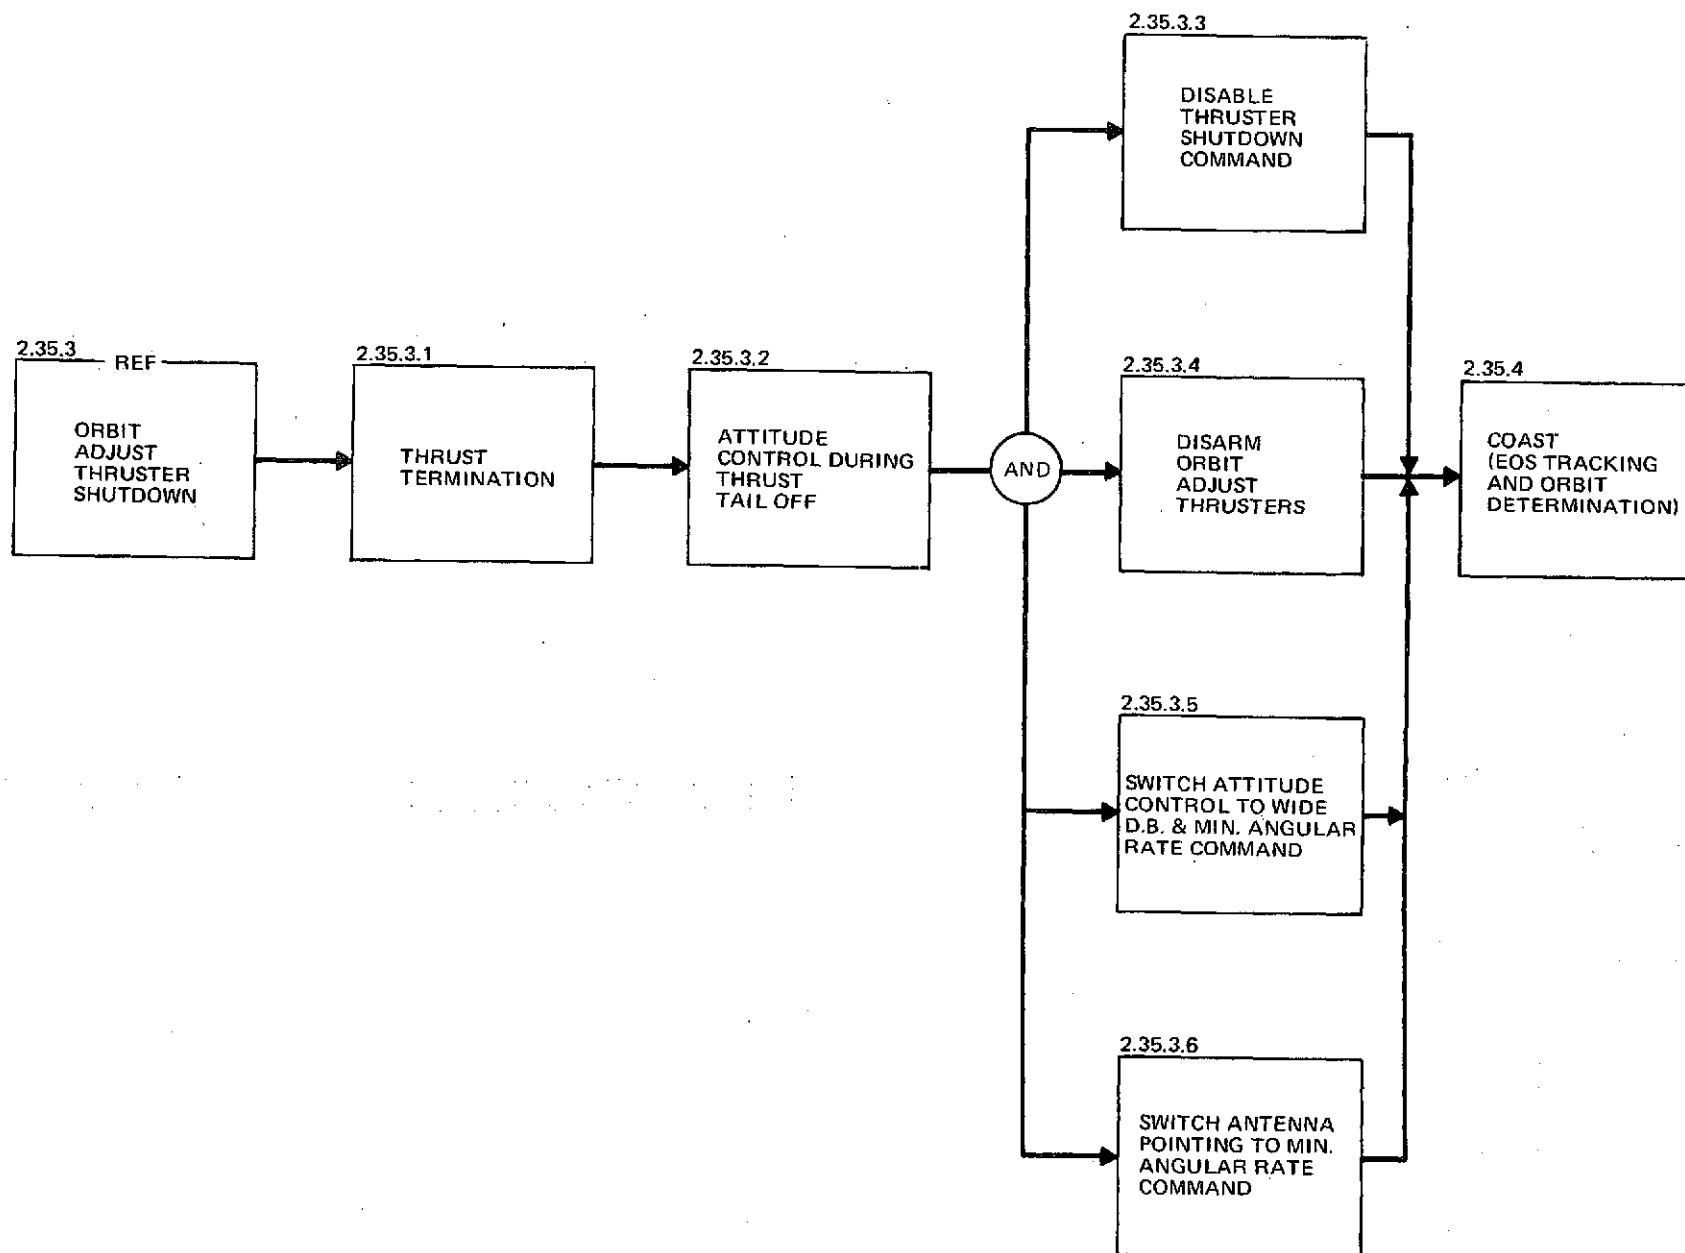 2.35.3
REF
ORBIT
ADJUST
THRUSTER
SHUTDOWN
2.35.3.1
THRUST
TERMINATION
2.35.3.2
ATTITUDE
CONTROL DURING
THRUST
TAIL OFF
AND
2.35.3.3
DISABLE
THRUSTER
SHUTDOWN
COMMAND
2.35.3.4
DISARM
ORBIT
ADJUST
THRUSTERS
2.35.3.5
SWITCH ATTITUDE
CONTROL TO WIDE
D.B. & MIN. ANGULAR
RATE COMMAND
2.35.3.6
SWITCH ANTENNA
POINTING TO MIN.
ANGULAR RATE
COMMAND
2.35.4
COAST
(EOS TRACKING
AND ORBIT
DETERMINATION)